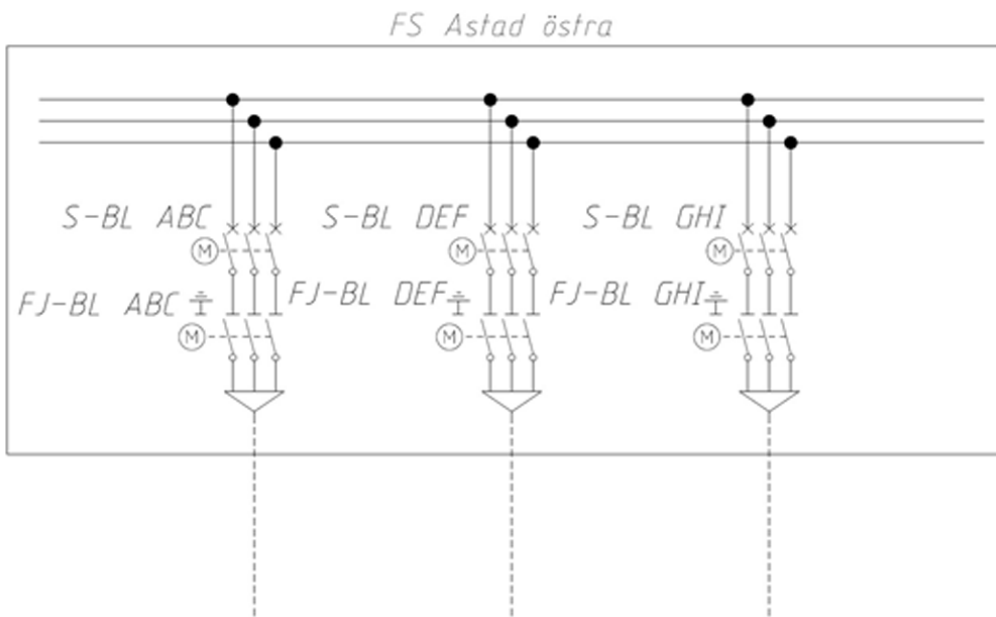 FS Astad östra
S-BL ABC
S-BL DEF
S-BL GHI
M
M
M
FJ-BL ABC
FJ-BL DEF
FJ-BL GHI
M
M
M